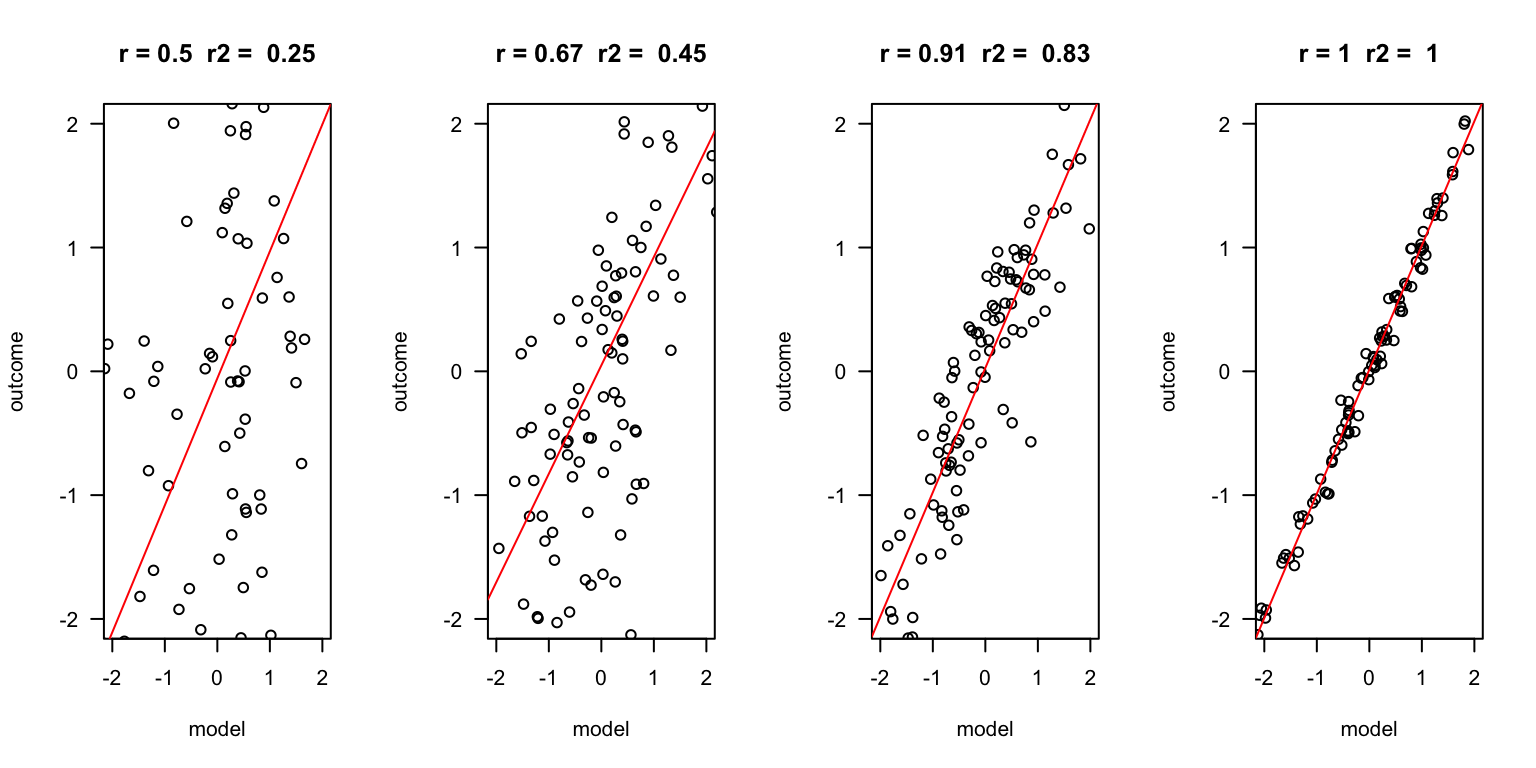 r = 0.5  r2 =  0.25
outcome
2
1
0
-1
-2
-2 -1 0 1 2
model
r = 0.67  r2 =  0.45
outcome
2
1
0
-1
-2
-2 -1 0 1 2
model
r = 0.91  r2 =  0.83
outcome
2
1
0
-1
-2
-2 -1 0 1 2
model
r = 1  r2 =  1
outcome
2
1
0
-1
-2
-2 -1 0 1 2
model